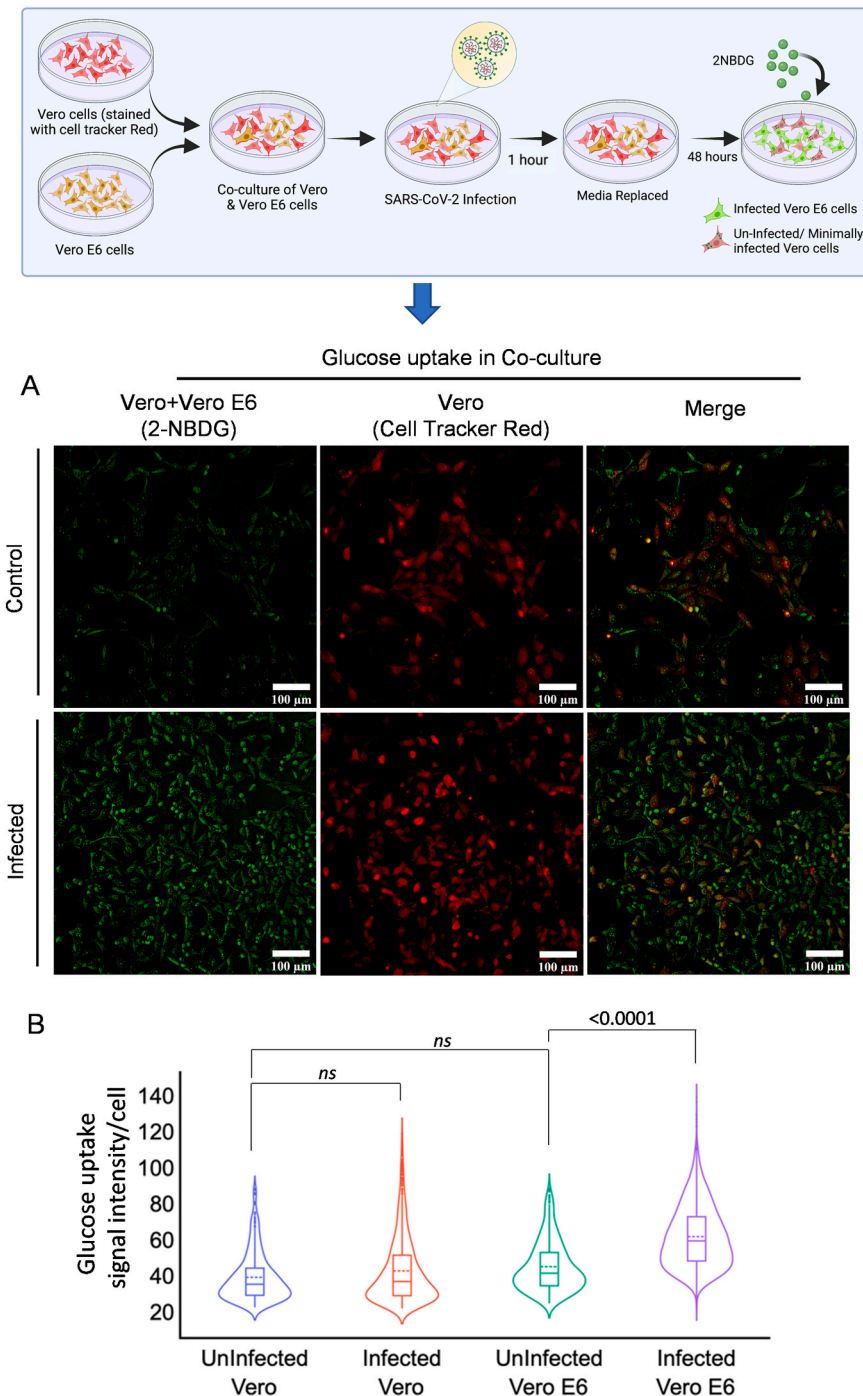 Vero cells (stained
with cell tracker Red)
Vero E6 cells
Co-culture of Vero
& Vero E6 cells
SARS-CoV-2 Infection
1 hour
Media Replaced
48 hours
2NBDG
Infected Vero E6 cells
Un-Infected/ Minimally
infected Vero cells
Glucose uptake in Co-culture
A
Vero+Vero E6
(2-NBDG)
Vero
(Cell Tracker Red)
Merge
Control
100 µm
100 µm
100 µm
Infected
100 µm
100 µm
100 µm
B
<0.0001
ns
ns
Glucose uptake
signal intensity/cell
140
120
100
80
60
40
20
UnInfected
Vero
Infected
Vero
UnInfected
Vero E6
Infected
Vero E6